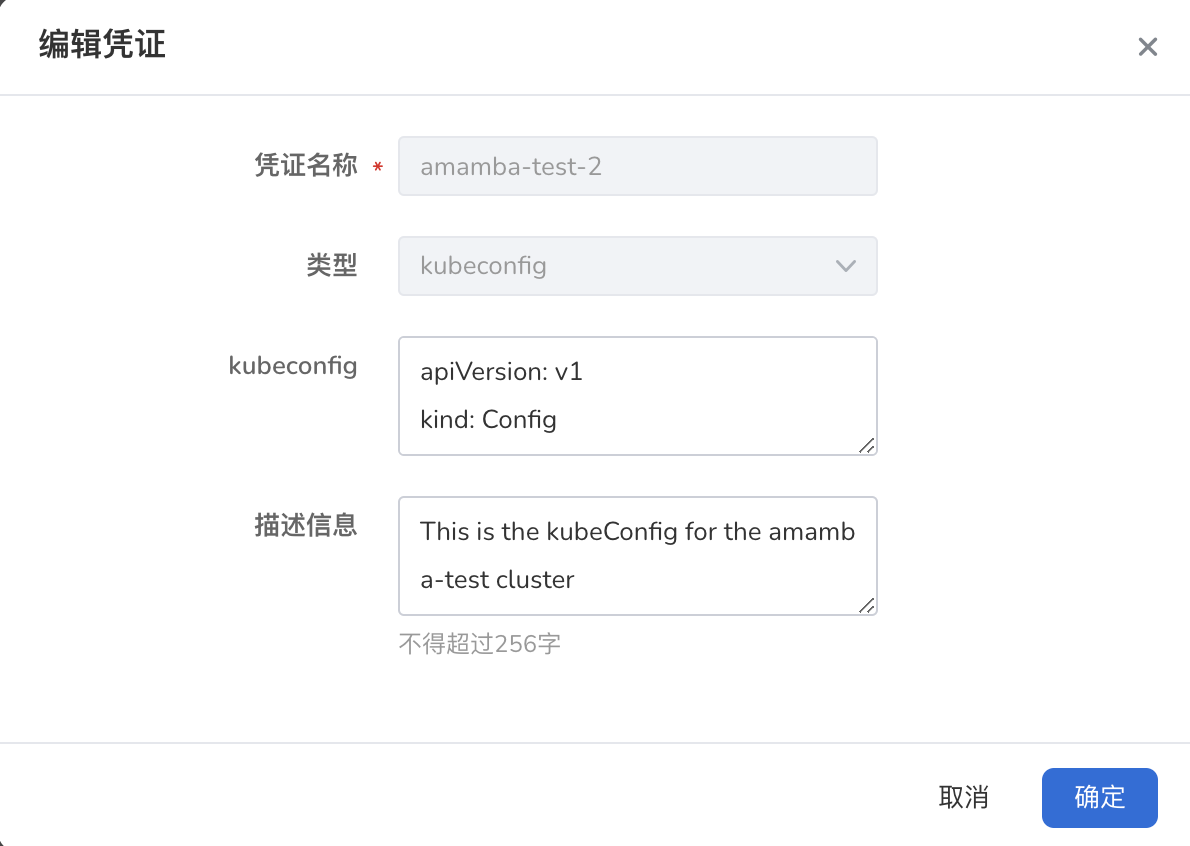 编辑凭证
凭证名称 * amamba-test-2
类型 kubeconfig
kubeconfig apiVersion: v1
kind: Config
描述信息 This is the kubeConfig for the amamb
a-test cluster
不得超过256字
取消 确定